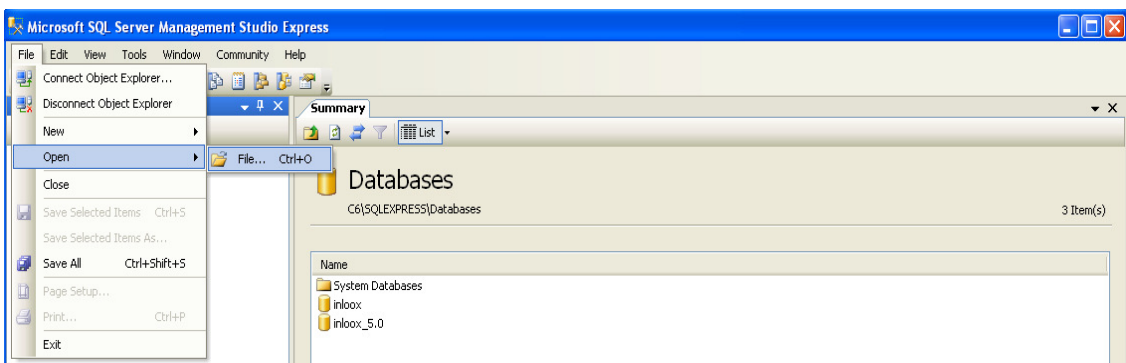 Microsoft SQL Server Management Studio Express
File Edit View Tools Window Community Help
Connect Object Explorer...
Disconnect Object Explorer
New
Open
File... Ctrl+O
Close
Save Selected Items Ctrl+S
Save Selected Items As...
Save All Ctrl+Shift+S
Page Setup...
Print... Ctrl+P
Exit
Summary
List
Databases
C6\SQLEXPRESS\Databases
3 Item(s)
Name
System Databases
inloox
inloox_5.0